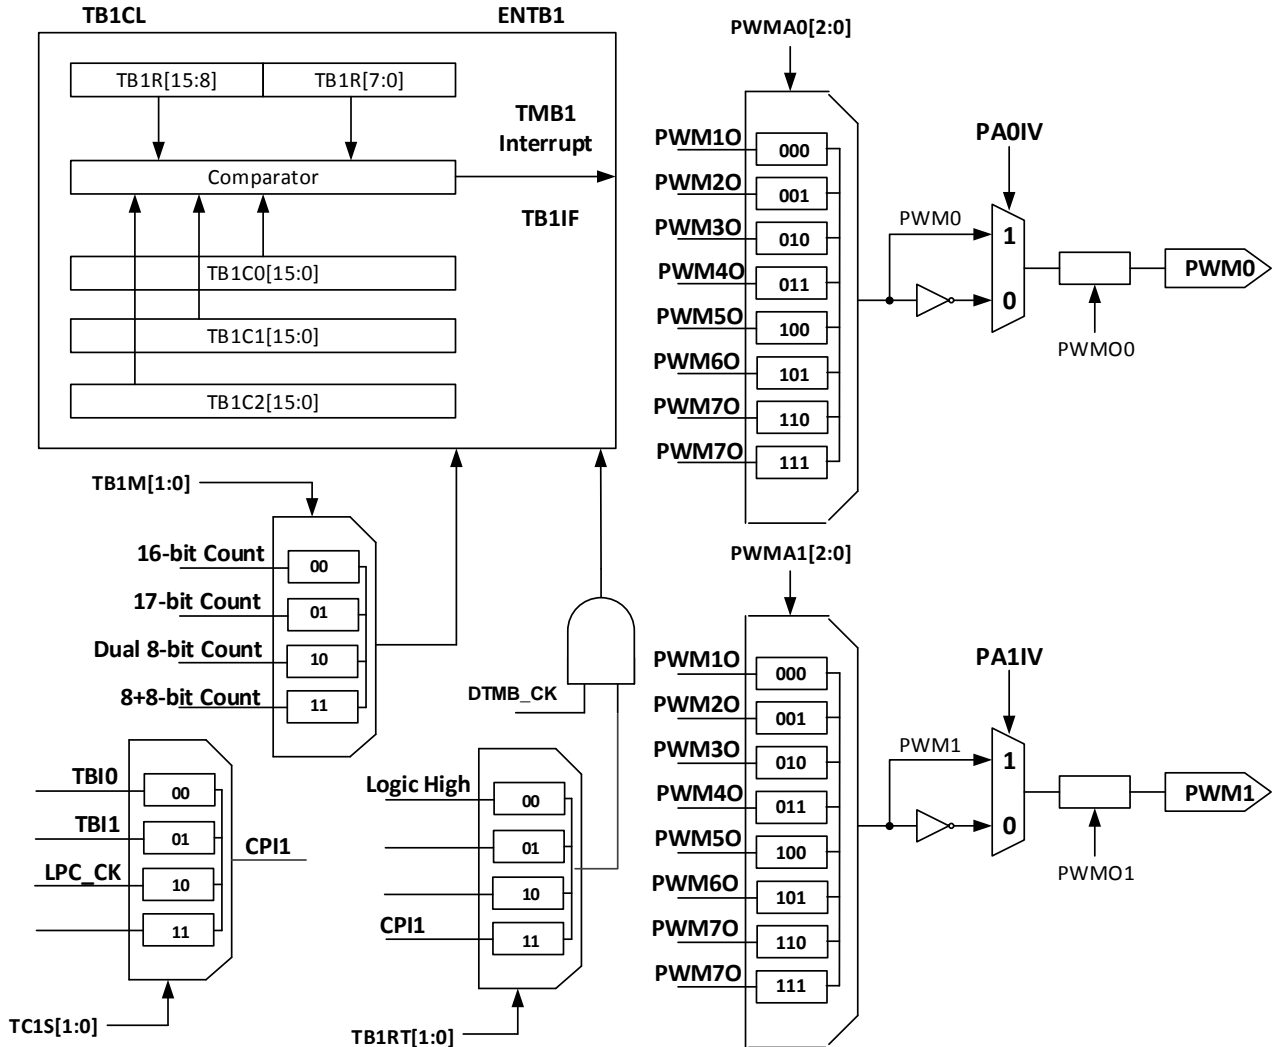 TB1CL
ENTB1
TB1R[15:8]
TB1R[7:0]
TMB1
Interrupt
Comparator
TB1IF
TB1C0[15:0]
TB1C1[15:0]
TB1C2[15:0]
TB1M[1:0]
16-bit Count
00
17-bit Count
01
Dual 8-bit Count
10
8+8-bit Count
11
DTMB_CK
TBI0
00
TBI1
01
LPC_CK
10
11
CPI1
TC1S[1:0]
Logic High
00
01
10
CPI1
11
TB1RT[1:0]
PWMA0[2:0]
PWM1O
000
PWM2O
001
PWM3O
010
PWM4O
011
PWM5O
100
PWM6O
101
PWM7O
110
PWM7O
111
PA0IV
PWM0
1
0
PWMO0
PWM0
PWMA1[2:0]
PWM1O
000
PWM2O
001
PWM3O
010
PWM4O
011
PWM5O
100
PWM6O
101
PWM7O
110
PWM7O
111
PA1IV
PWM1
1
0
PWMO1
PWM1